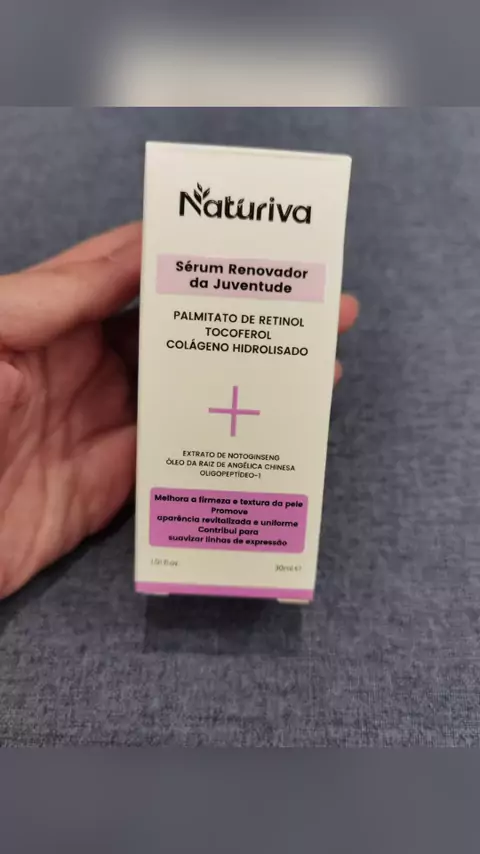 Naturiva
Sérum Renovador
da Juventude
PALMITATO DE RETINOL
TOCOFEROL
COLÁGENO HIDROLISADO
EXTRATO DE NOTOGINSENG
ÓLEO DA RAIZ DE ANGÉLICA CHINESA
OLIGOPEPTÍDEO-1
Melhora a firmeza e textura da pele
Promove
aparência revitalizada e uniforme
Contribui para
suavizar linhas de expressão
30ml e